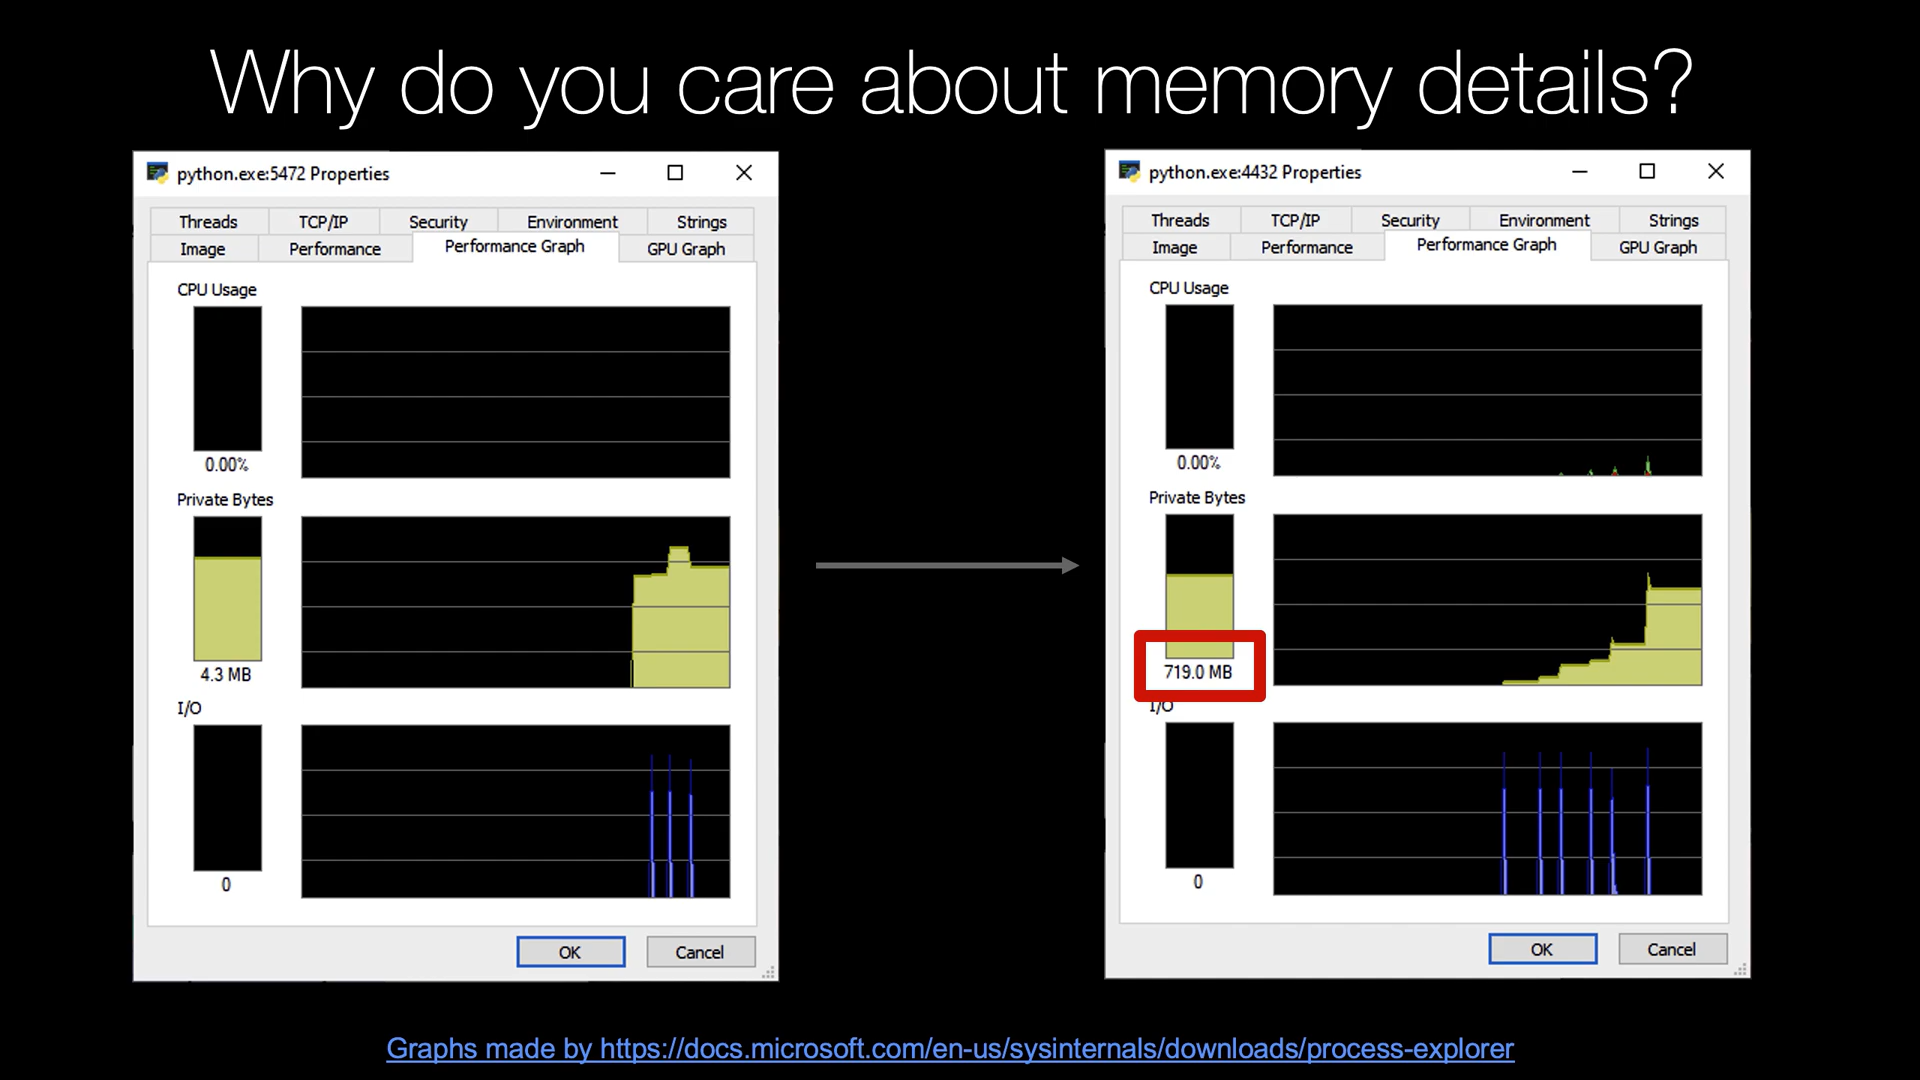 Why do you care about memory details?
python.exe:5472 Properties
Threads TCP/IP Security Environment Strings
Image Performance Performance Graph GPU Graph
CPU Usage
0.00%
Private Bytes
4.3 MB
I/O
0
OK Cancel
python.exe:4432 Properties
Threads TCP/IP Security Environment Strings
Image Performance Performance Graph GPU Graph
CPU Usage
0.00%
Private Bytes
719.0 MB
I/O
0
OK Cancel
Graphs made by https://docs.microsoft.com/en-us/sysinternals/downloads/process-explorer